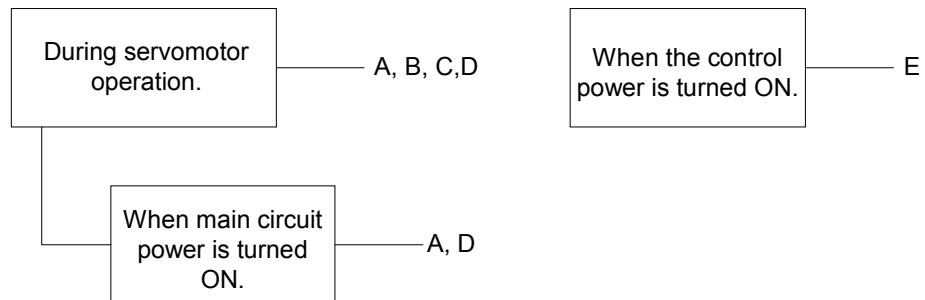 During servomotor
operation.
A, B, C,D
When the control
power is turned ON.
E
When main circuit
power is turned
ON.
A, D